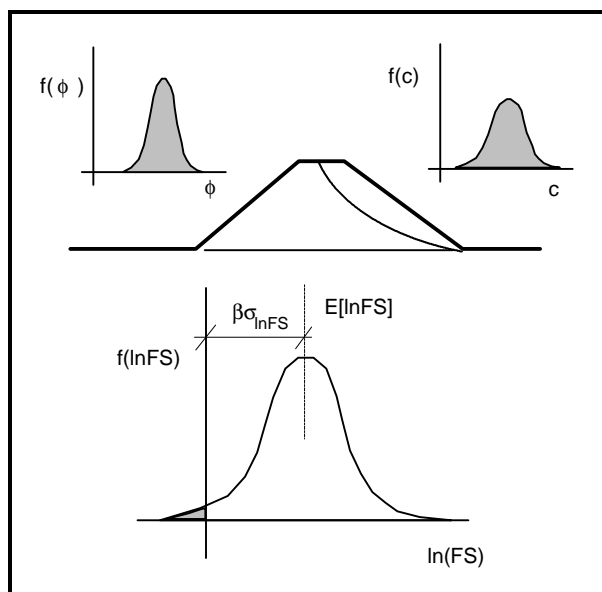 f(ϕ)
ϕ
f(c)
c
βσlnFS
E[lnFS]
f(lnFS)
ln(FS)